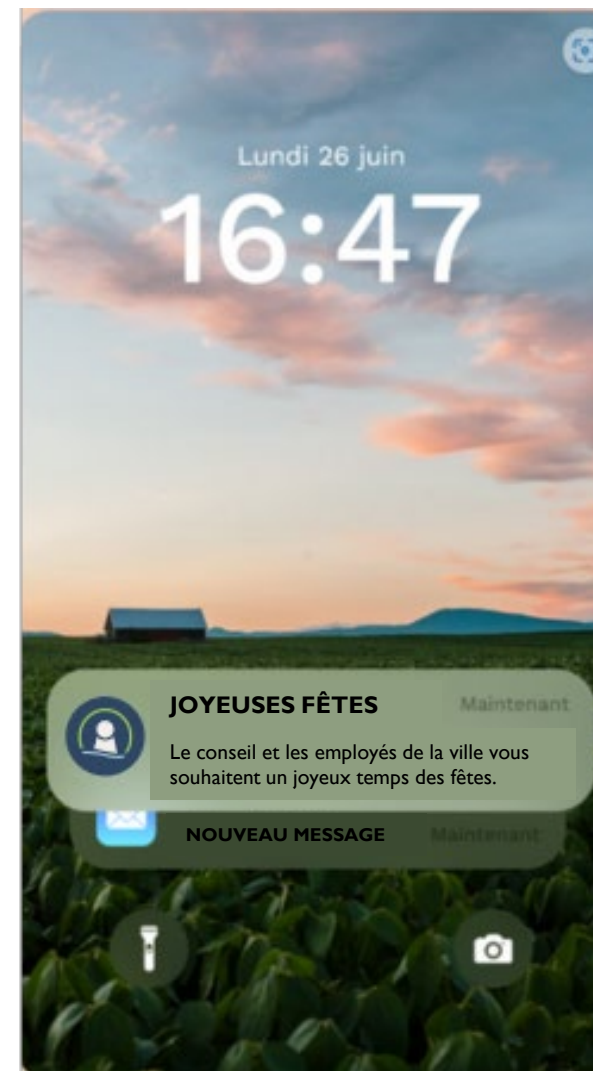 Lundi 26 juin
16:47
JOYEUSES FÊTES
Maintenant
Le conseil et les employés de la ville vous
souhaitent un joyeux temps des fêtes.
NOUVEAU MESSAGE
Maintenant